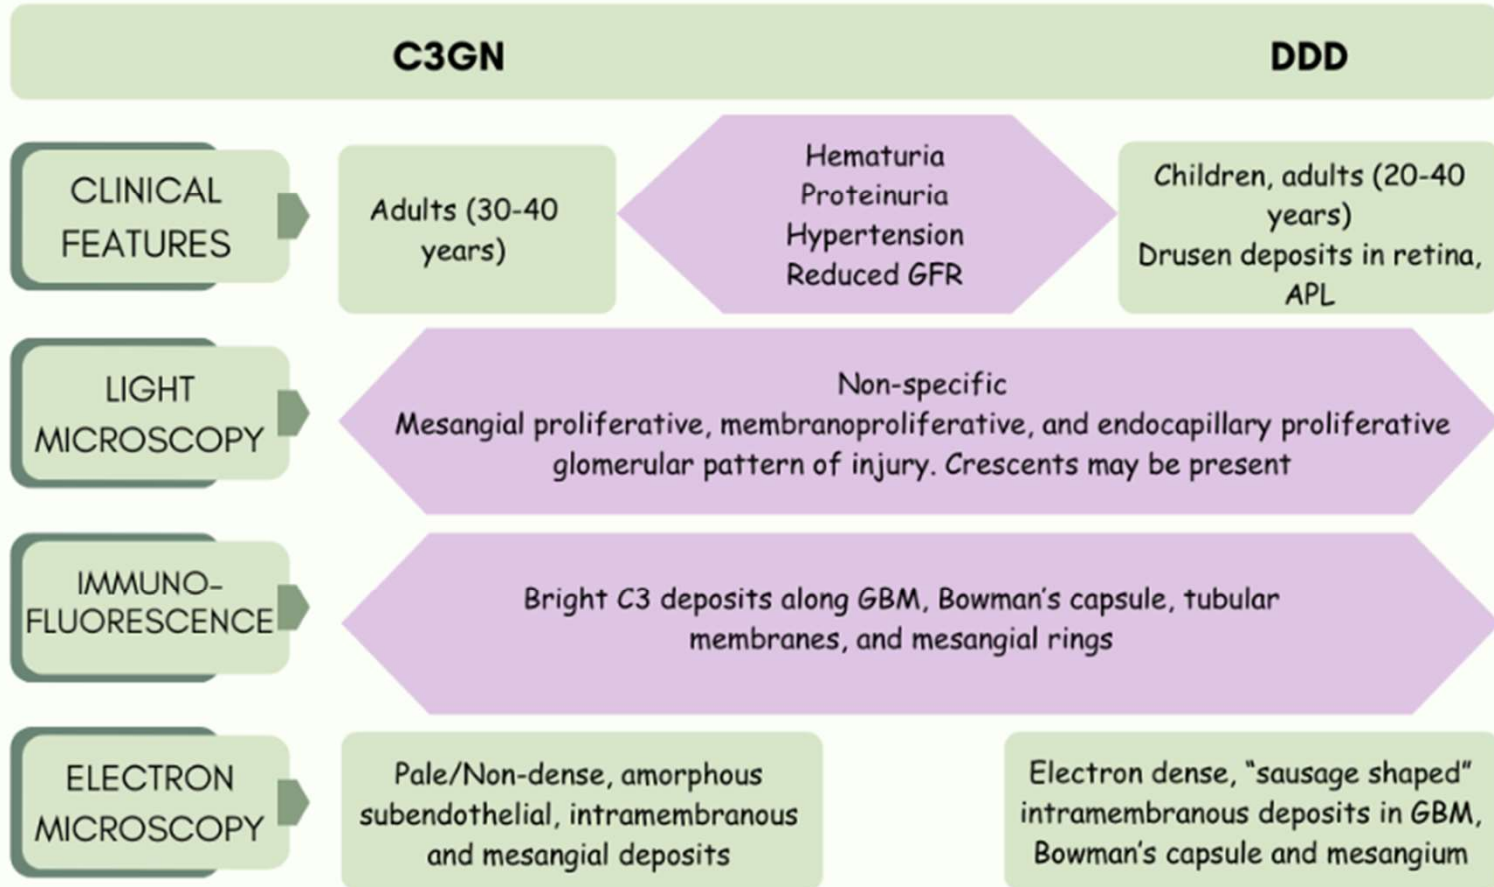 C3GN
DDD
CLINICAL
FEATURES
Adults (30-40
years)
Hematuria
Proteinuria
Hypertension
Reduced GFR
Children, adults (20-40
years)
Drusen deposits in retina,
APL
LIGHT
MICROSCOPY
Non-specific
Mesangial proliferative, membranoproliferative, and endocapillary proliferative
glomerular pattern of injury. Crescents may be present
IMMUNO-
FLUORESCENCE
Bright C3 deposits along GBM, Bowman's capsule, tubular
membranes, and mesangial rings
ELECTRON
MICROSCOPY
Pale/Non-dense, amorphous
subendothelial, intramembranous
and mesangial deposits
Electron dense, “sausage shaped”
intramembranous deposits in GBM,
Bowman's capsule and mesangium